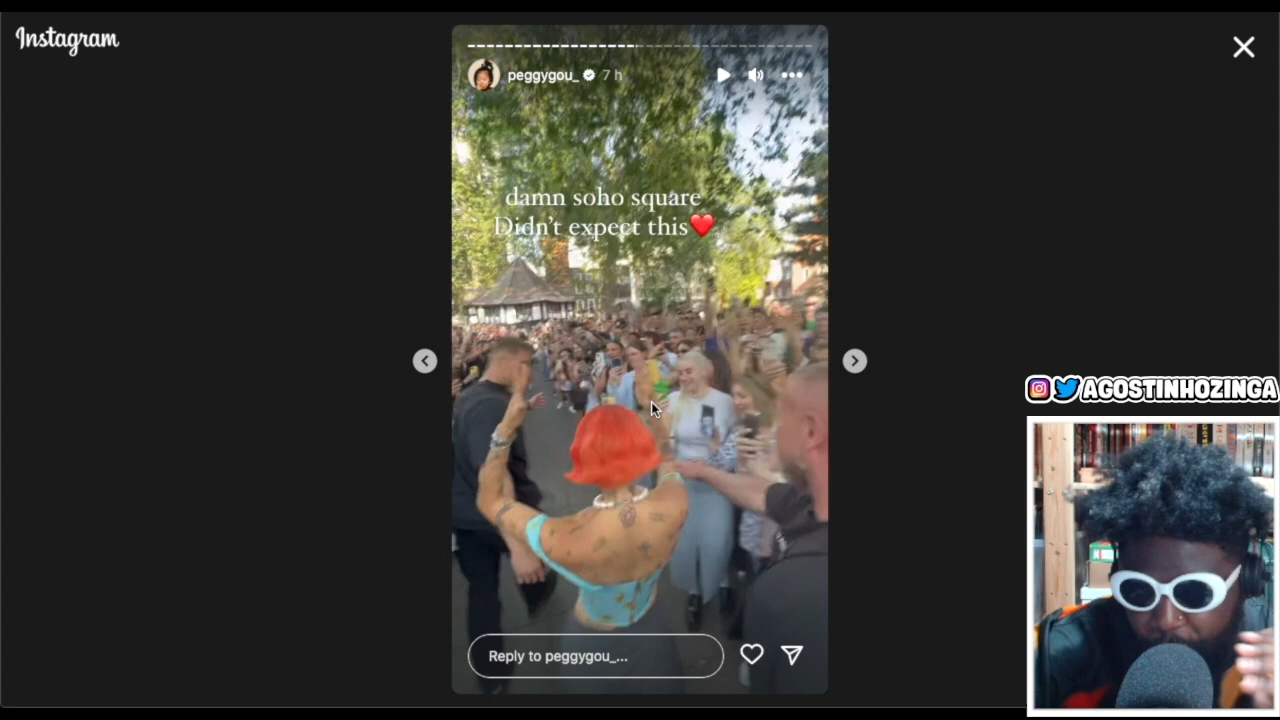 Instagram
peggygou_ 7 h
damn soho square
Didn't expect this❤️
AGOSTINHOZINGA
Reply to peggygou_...